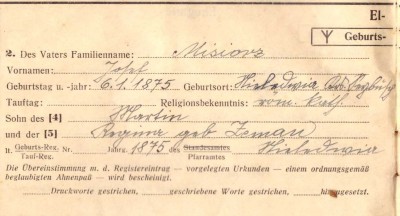 El-
ᛉ Geburts-
2. Des Vaters Familienname: Misiorz
Vornamen: Josef
Geburtstag u. -jahr: 6.1.1875 Geburtsort: Nieledwia
Tauftag: Religionsbekenntnis: röm. kath.
Sohn des [4] Martin
und der [5] Regina geb Zeman
u Geburts-Reg. Nr. Jahrg. 1875 des Standesamtes Nieledwia
Tauf-Reg. Pfarramtes
Die Übereinstimmung m. d. Registereintrag — vorgelegten Urkunden — einem ordnungsgemäß
beglaubigten Ahnenpaß — wird bescheinigt.
Druckworte gestrichen, geschriebene Worte gestrichen, hinzugesetzt.